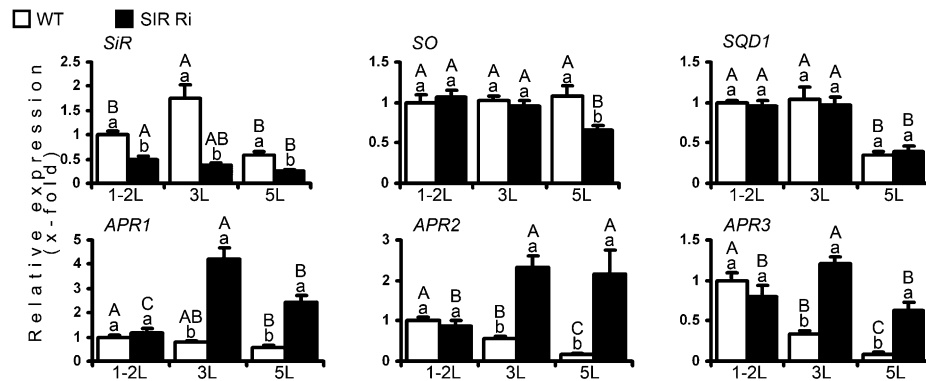 WT SIR Ri
Relative expression
(x-fold)
SiR
2.5
2
1.5
1
0.5
0
B A A AB B B
a b a b a b
1-2L 3L 5L
SO
1.5
1
0.5
0
A A A A A B
a a a a a b
1-2L 3L 5L
SQD1
1.5
1
0.5
0
A A A A B B
a a a a a a
1-2L 3L 5L
APR1
5
4
3
2
1
0
A C AB A B B
a a b a b a
1-2L 3L 5L
APR2
3
2
1
0
A B B A C A
a a b a b a
1-2L 3L 5L
APR3
1.5
1
0.5
0
A B B A C B
a a b a b a
1-2L 3L 5L